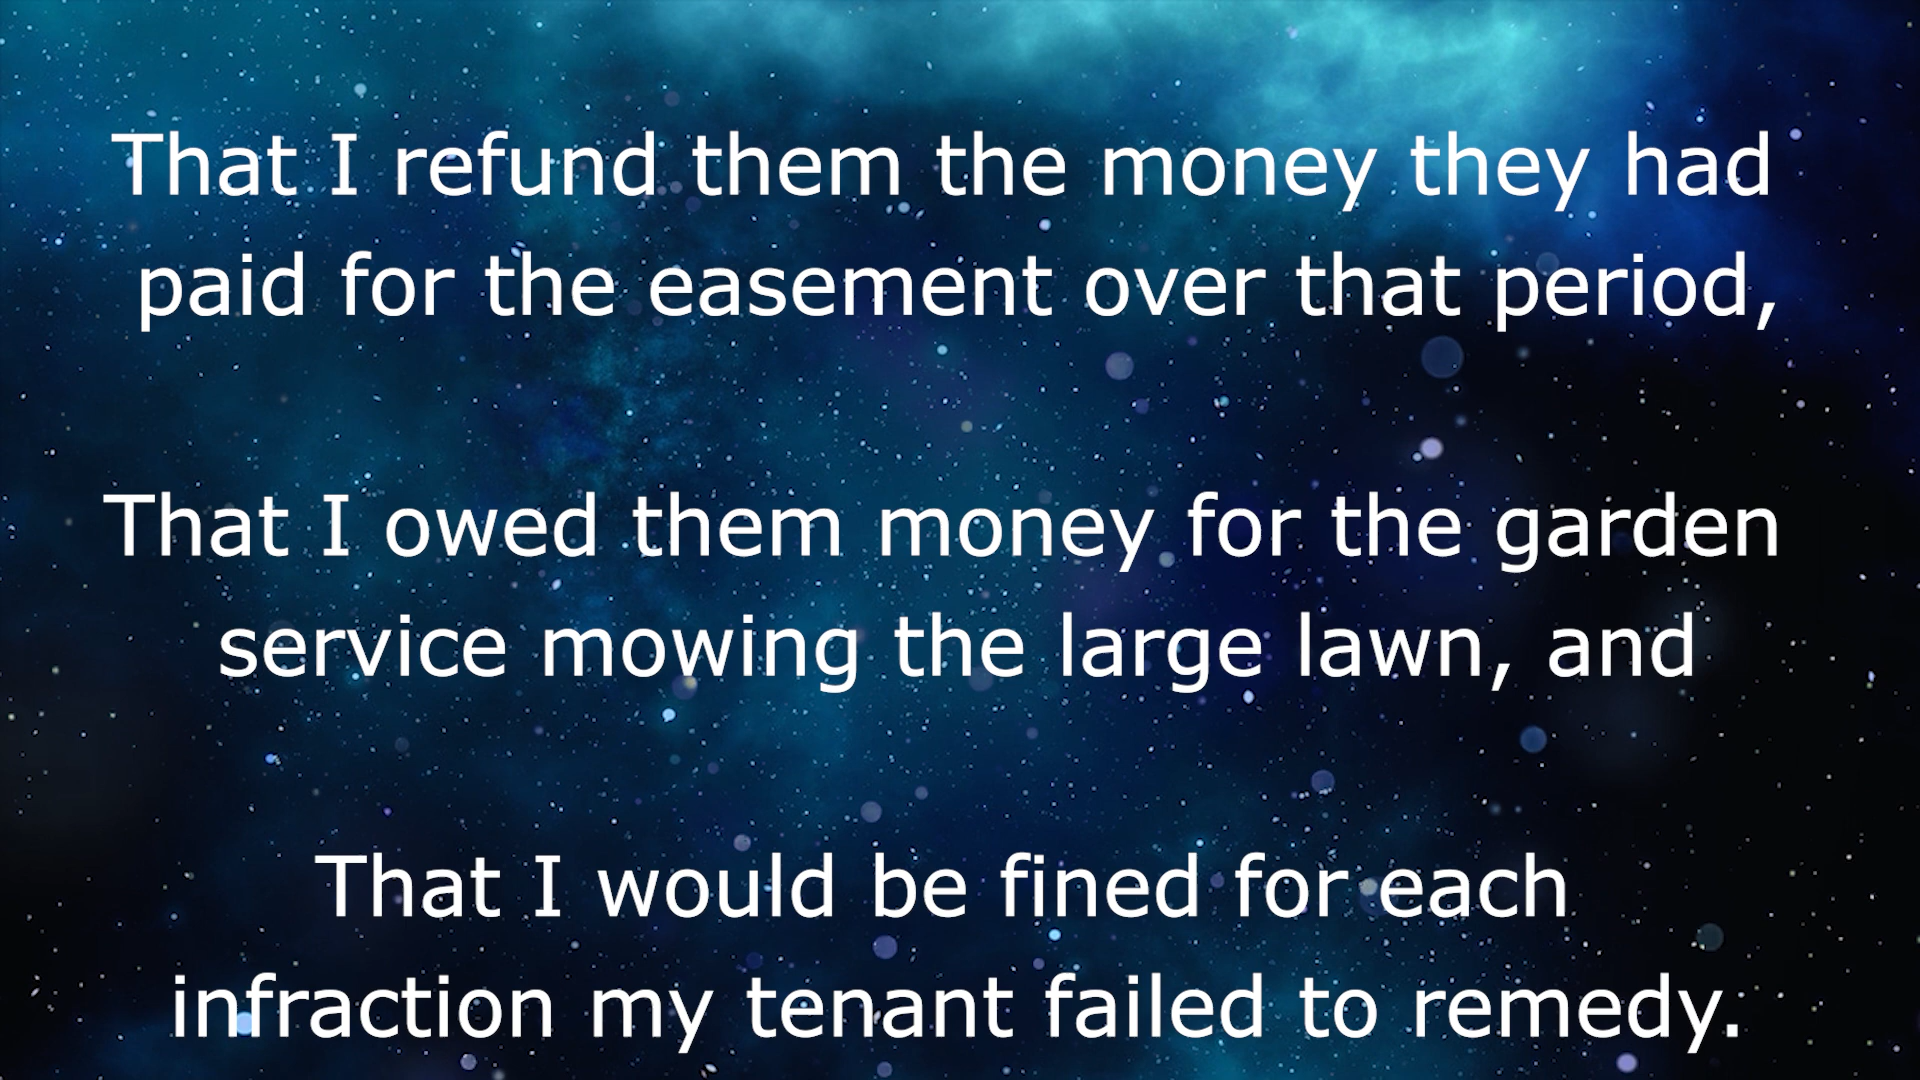 That I refund them the money they had
paid for the easement over that period,
That I owed them money for the garden
service mowing the large lawn, and
That I would be fined for each
infraction my tenant failed to remedy.